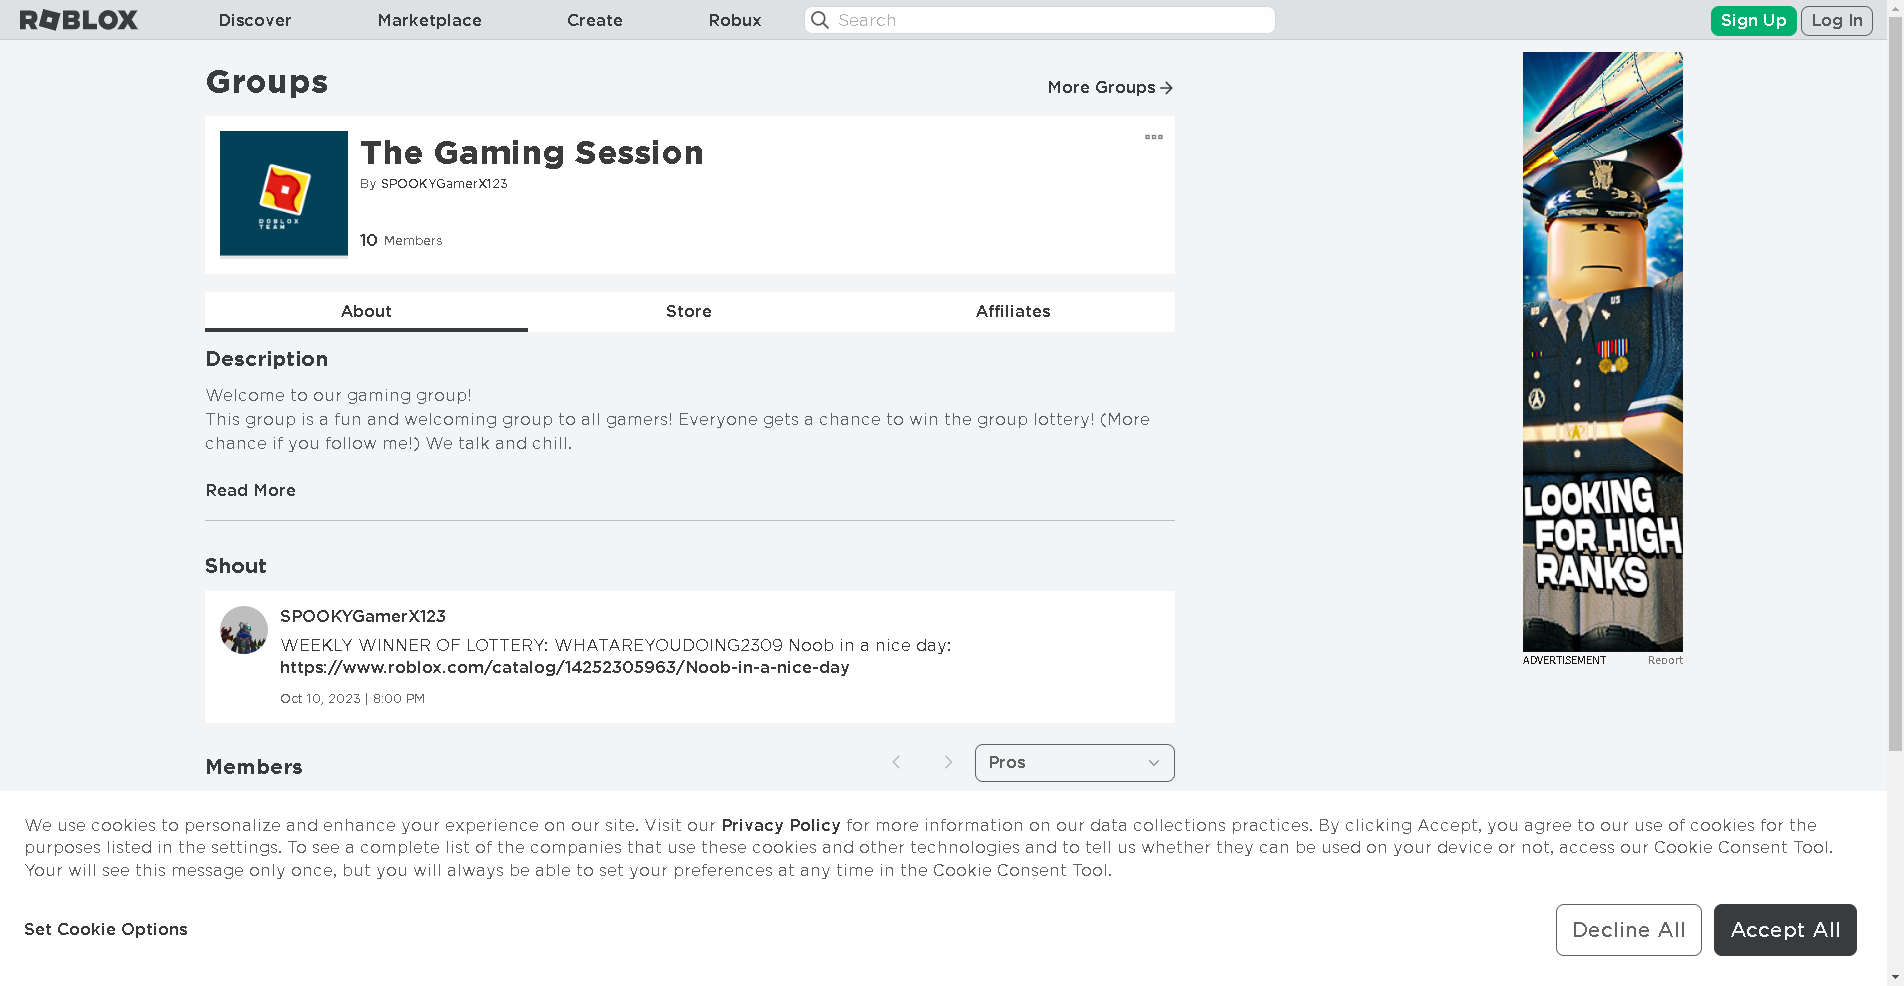 ROBLOX Discover Marketplace Create Robux Search Sign Up Log In
Groups
More Groups
The Gaming Session
By SPOOKYGamerX123
10 Members
DOBLOX
TEAM
About Store Affiliates
Description
Welcome to our gaming group!
This group is a fun and welcoming group to all gamers! Everyone gets a chance to win the group lottery! (More
chance if you follow me!) We talk and chill.
Read More
Shout
SPOOKYGamerX123
WEEKLY WINNER OF LOTTERY: WHATAREYOUDOING2309 Noob in a nice day:
https://www.roblox.com/catalog/14252305963/Noob-in-a-nice-day
Oct 10, 2023 | 8:00 PM
Members
Pros
US
US
LOOKING
FOR HIGH
RANKS
ADVERTISEMENT Report
We use cookies to personalize and enhance your experience on our site. Visit our Privacy Policy for more information on our data collections practices. By clicking Accept, you agree to our use of cookies for the
purposes listed in the settings. To see a complete list of the companies that use these cookies and other technologies and to tell us whether they can be used on your device or not, access our Cookie Consent Tool.
Your will see this message only once, but you will always be able to set your preferences at any time in the Cookie Consent Tool.
Set Cookie Options
Decline All
Accept All